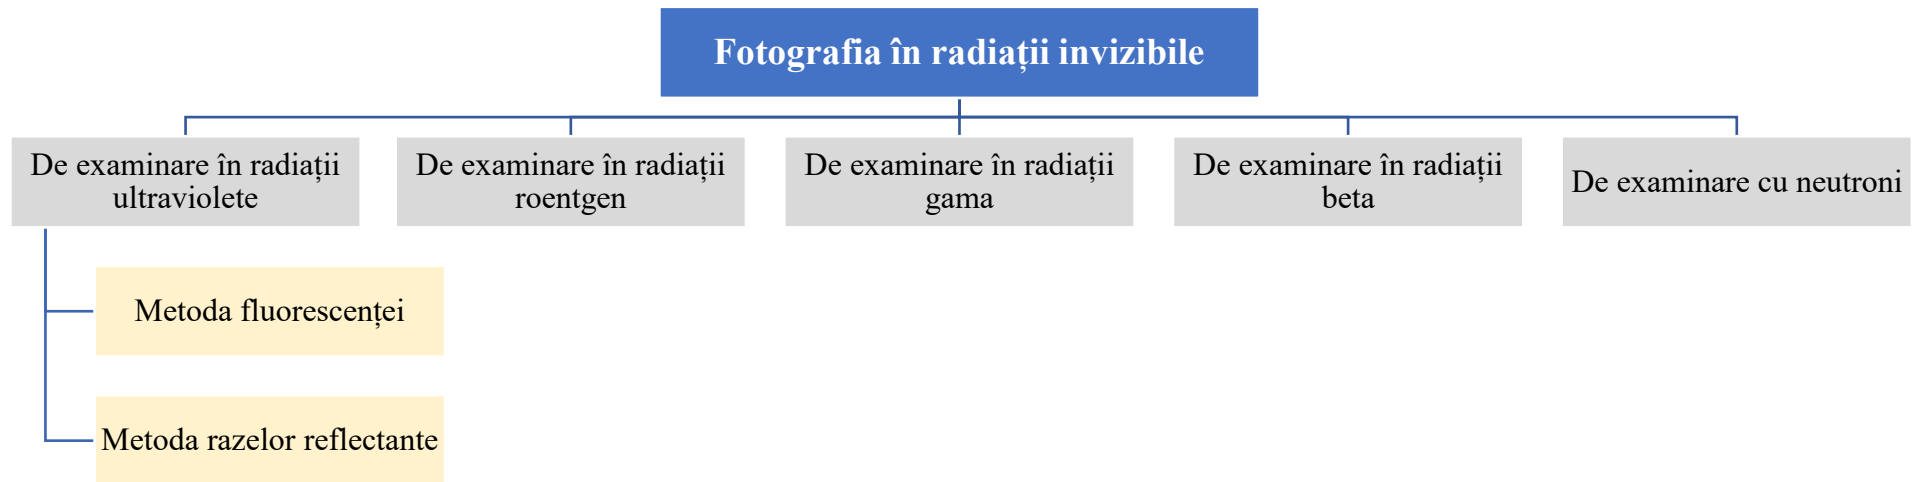 Fotografia în radiații invizibile
De examinare în radiații
ultraviolete
De examinare în radiații
roentgen
De examinare în radiații
gama
De examinare în radiații
beta
De examinare cu neutroni
Metoda fluorescenței
Metoda razelor reflectante